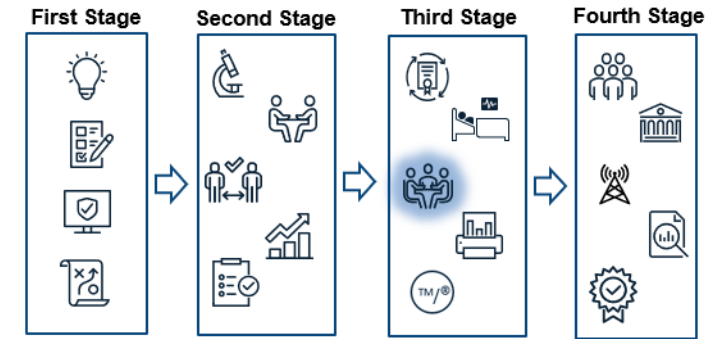 First Stage
Second Stage
Third Stage
Fourth Stage
TM/®